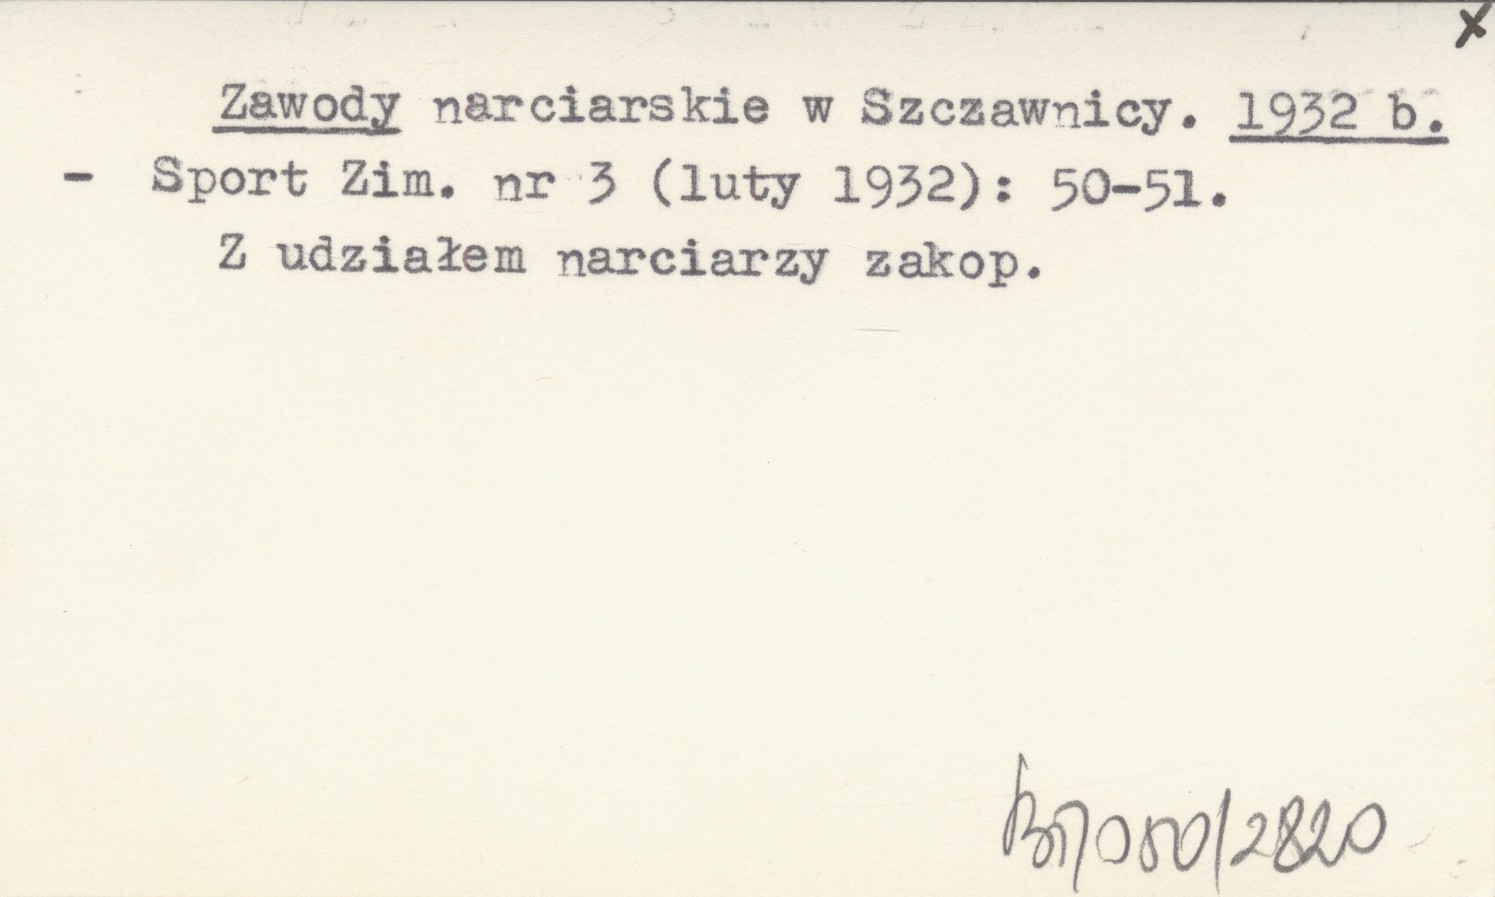 x
Zawody narciarskie w Szczawnicy. 1932 b.
- Sport Zim. nr 3 (luty 1932): 50-51.
Z udziałem narciarzy zakop.